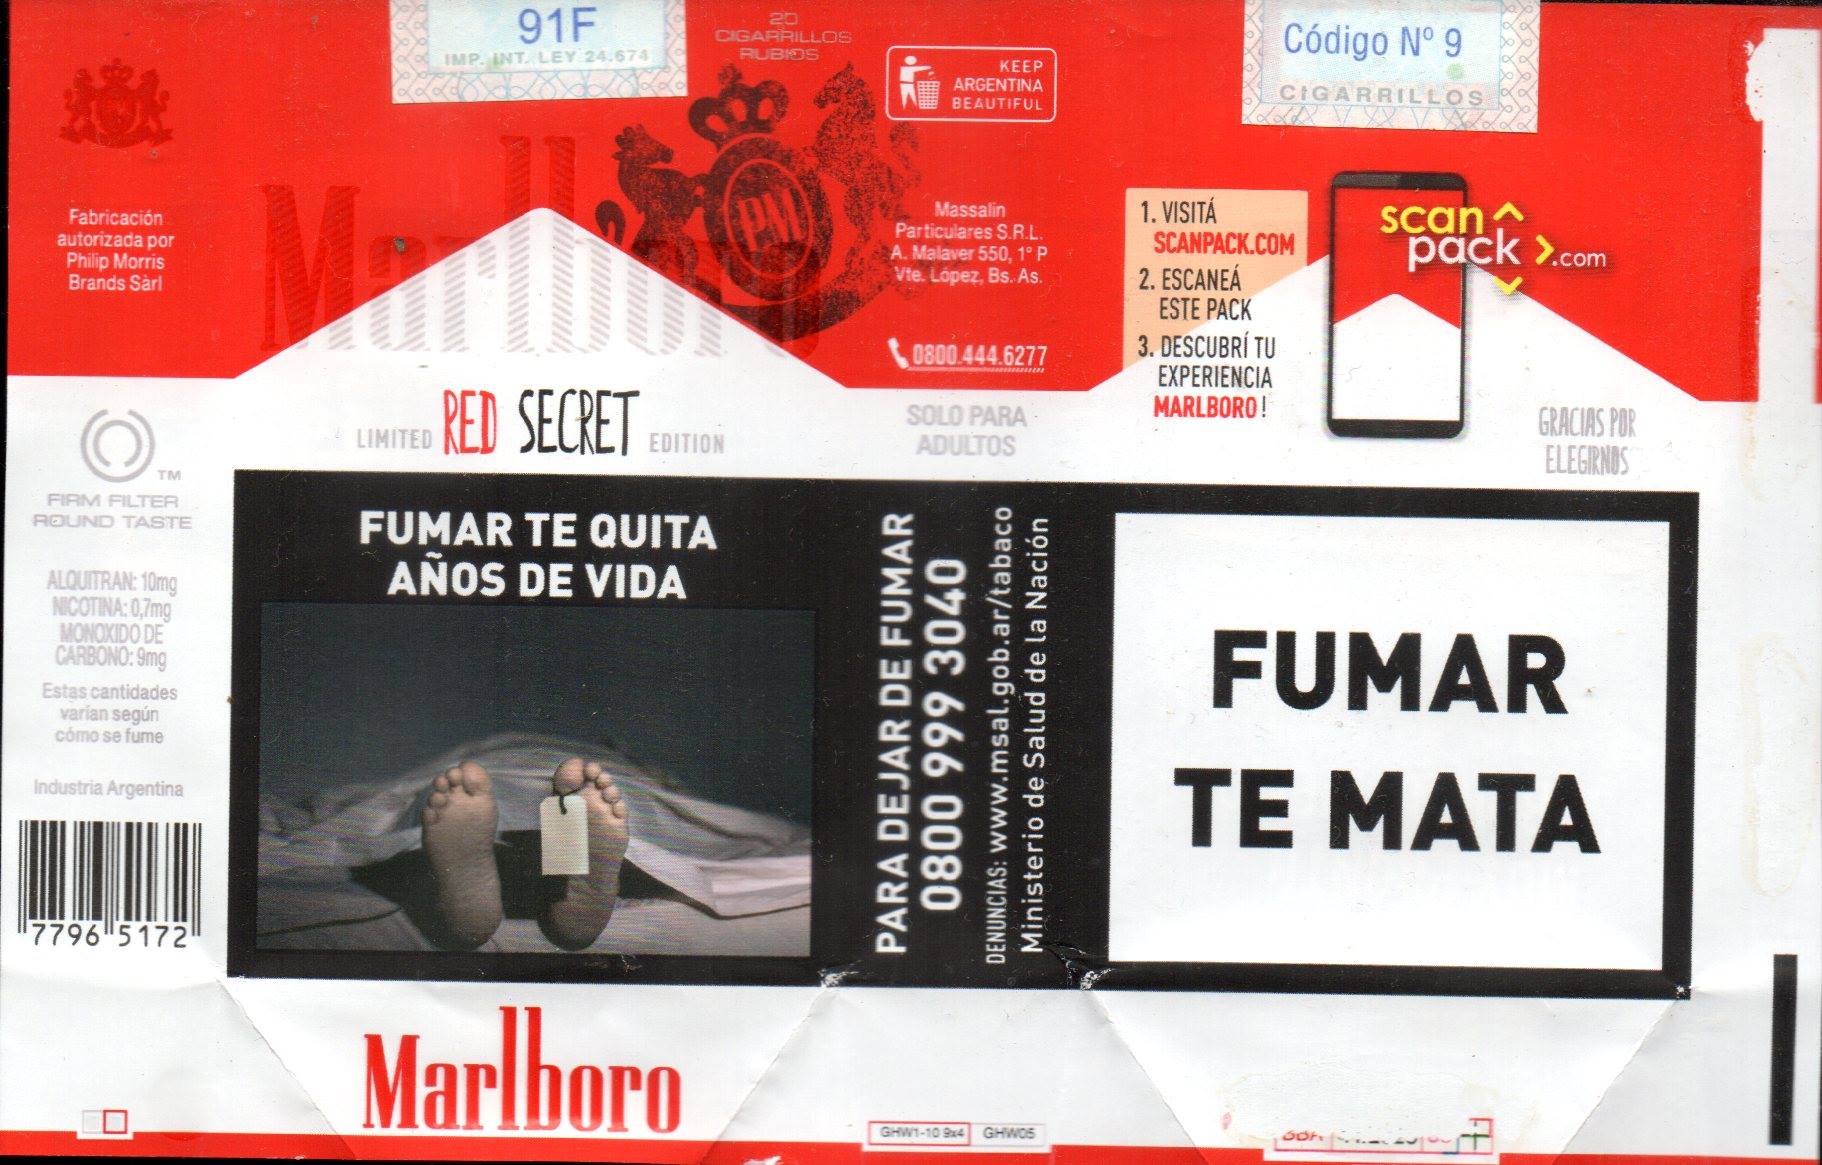 91F
IMP. INT. LEY 24.674
20
CIGARRILLOS
RUBIOS
KEEP
ARGENTINA
BEAUTIFUL
Código Nº 9
CIGARRILLOS
Fabricación
autorizada por
Philip Morris
Brands Sàrl
Marlboro
PM
Massalin
Particulares S.R.L.
A. Malaver 550, 1° P
Vte. López, Bs. As.
0800.444.6277
1. VISITÁ
SCANPACK.COM
2. ESCANEÁ
ESTE PACK
3. DESCUBRÍ TU
EXPERIENCIA
MARLBORO!
scan
pack .com
LIMITED RED SECRET EDITION
SOLO PARA
ADULTOS
GRACIAS POR
ELEGIRNOS
TM
FIRM FILTER
ROUND TASTE
ALQUITRAN: 10mg
NICOTINA: 0,7mg
MONOXIDO DE
CARBONO: 9mg
Estas cantidades
varían según
cómo se fume
Industria Argentina
7796 5172
FUMAR TE QUITA
AÑOS DE VIDA
PARA DEJAR DE FUMAR
0800 999 3040
DENUNCIAS: www.msal.gob.ar/tabaco
Ministerio de Salud de la Nación
FUMAR
TE MATA
Marlboro
GHW1-10 9x4 GHW05